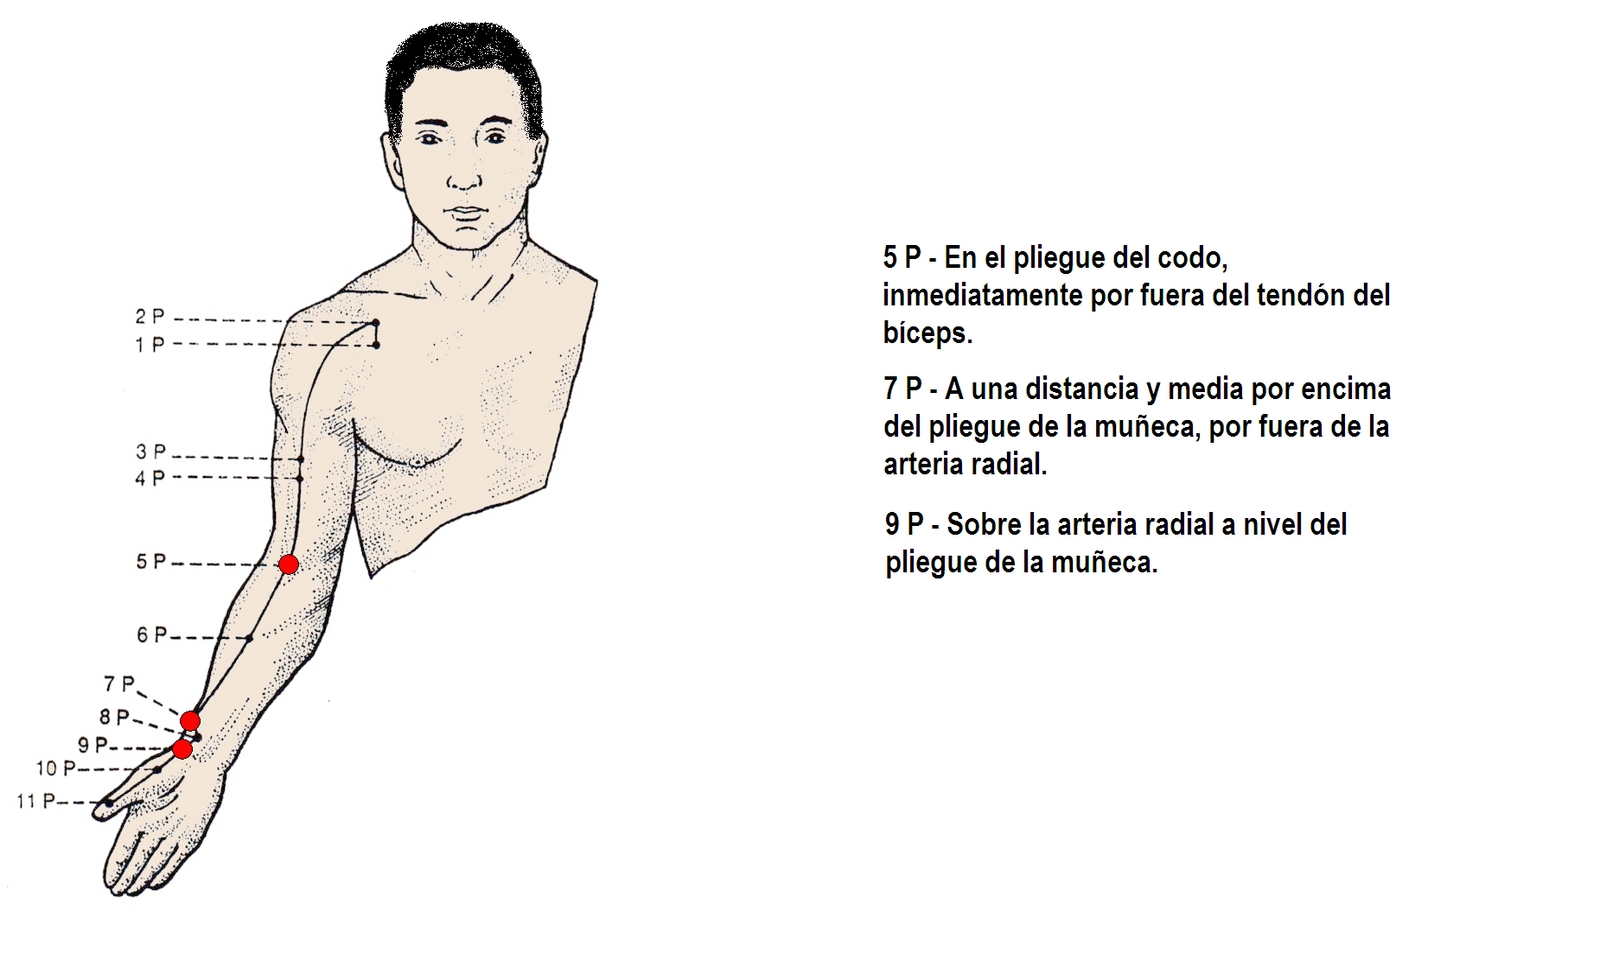 2 P
1 P
3 P
4 P
5 P
6 P
7 P
8 P
9 P
10 P
11 P
5 P - En el pliegue del codo,
inmediatamente por fuera del tendón del
bíceps.
7 P - A una distancia y media por encima
del pliegue de la muñeca, por fuera de la
arteria radial.
9 P - Sobre la arteria radial a nivel del
pliegue de la muñeca.